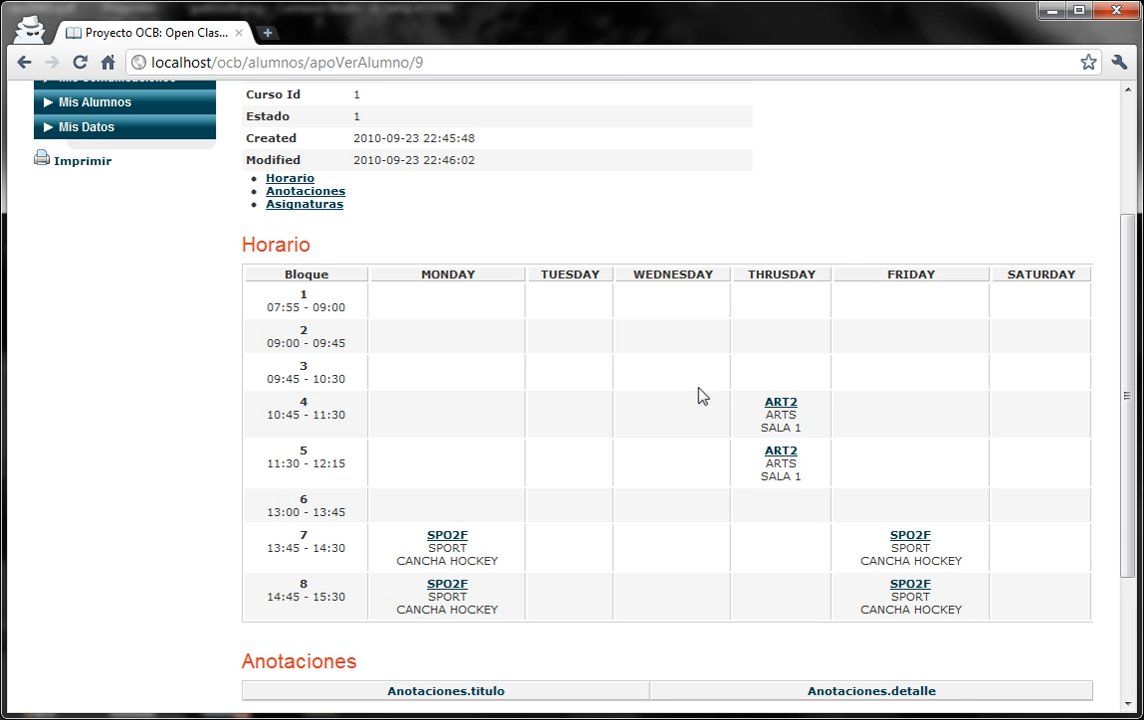 Proyecto OCB: Open Clas...
localhost/ocb/alumnos/apoVerAlumno/9
Mis Alumnos
Mis Datos
Imprimir
Curso Id 1
Estado 1
Created 2010-09-23 22:45:48
Modified 2010-09-23 22:46:02
Horario
Anotaciones
Asignaturas
Horario
Bloque MONDAY TUESDAY WEDNESDAY THRUSDAY FRIDAY SATURDAY
1
07:55 - 09:00
2
09:00 - 09:45
3
09:45 - 10:30
4 ART2
10:45 - 11:30 ARTS
SALA 1
5 ART2
11:30 - 12:15 ARTS
SALA 1
6
13:00 - 13:45
7 SPO2F SPO2F
13:45 - 14:30 SPORT SPORT
CANCHA HOCKEY CANCHA HOCKEY
8 SPO2F SPO2F
14:45 - 15:30 SPORT SPORT
CANCHA HOCKEY CANCHA HOCKEY
Anotaciones
Anotaciones.titulo Anotaciones.detalle